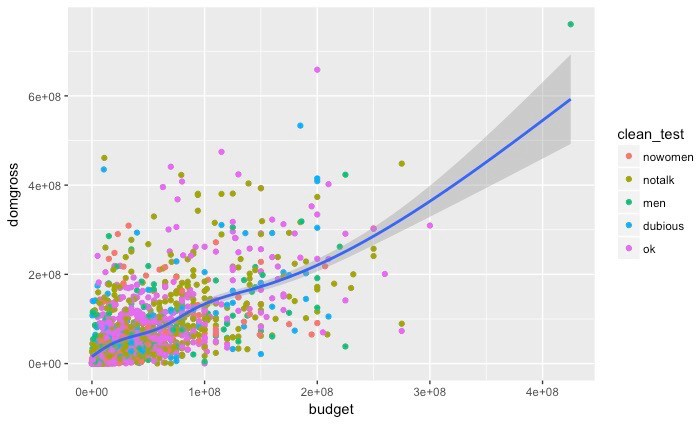 6e+08
4e+08
2e+08
0e+00
domgross
0e+00 1e+08 2e+08 3e+08 4e+08
budget
clean_test
nowomen
notalk
men
dubious
ok